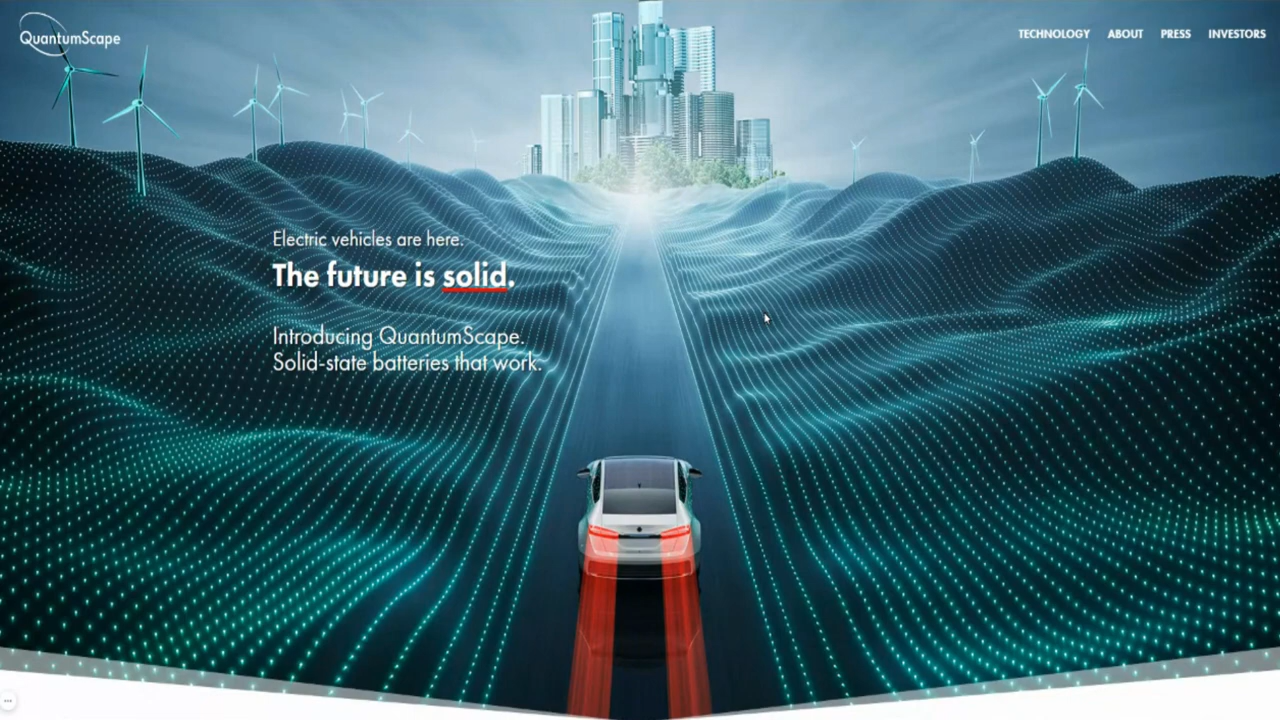 QuantumScape
TECHNOLOGY ABOUT PRESS INVESTORS
Electric vehicles are here.
The future is solid.
Introducing QuantumScape.
Solid-state batteries that work.